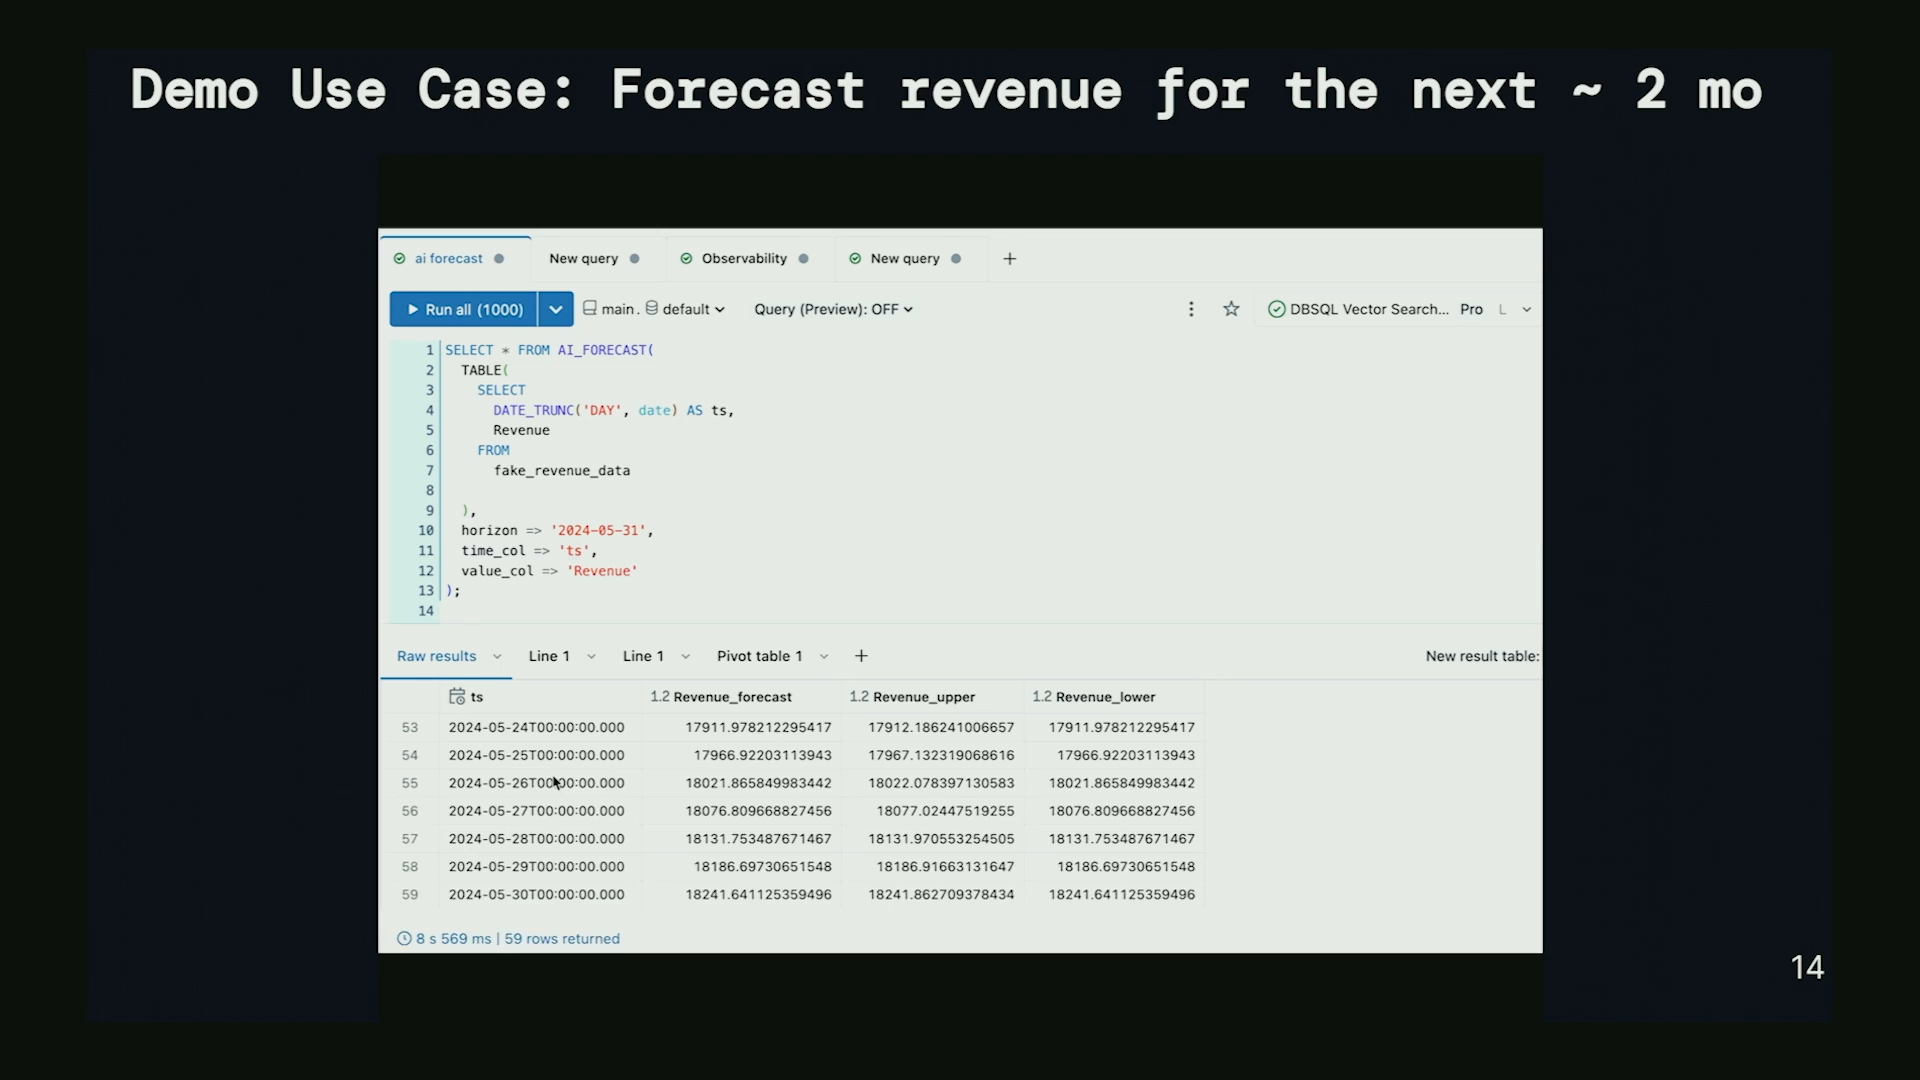 Demo Use Case: Forecast revenue for the next ~ 2 mo
ai forecast
New query
Observability
New query
+
Run all (1000)
main. default
Query (Preview): OFF
DBSQL Vector Search... Pro L
1 SELECT * FROM AI_FORECAST(
2 TABLE(
3 SELECT
4 DATE_TRUNC('DAY', date) AS ts,
5 Revenue
6 FROM
7 fake_revenue_data
8
9 ),
10 horizon => '2024-05-31',
11 time_col => 'ts',
12 value_col => 'Revenue'
13 );
14
Raw results Line 1 Line 1 Pivot table 1 + New result table:
ts 1.2 Revenue_forecast 1.2 Revenue_upper 1.2 Revenue_lower
53 2024-05-24T00:00:00.000 17911.978212295417 17912.186241006657 17911.978212295417
54 2024-05-25T00:00:00.000 17966.92203113943 17967.132319068616 17966.92203113943
55 2024-05-26T00:00:00.000 18021.865849983442 18022.078397130583 18021.865849983442
56 2024-05-27T00:00:00.000 18076.809668827456 18077.02447519255 18076.809668827456
57 2024-05-28T00:00:00.000 18131.753487671467 18131.970553254505 18131.753487671467
58 2024-05-29T00:00:00.000 18186.69730651548 18186.91663131647 18186.69730651548
59 2024-05-30T00:00:00.000 18241.641125359496 18241.862709378434 18241.641125359496
8 s 569 ms | 59 rows returned
14